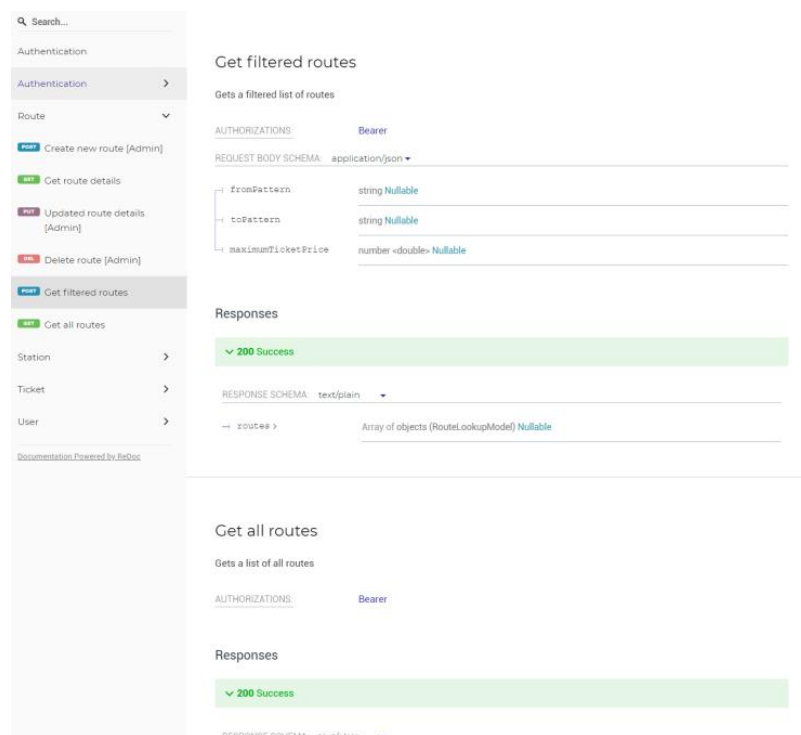 Search...
Authentication
Authentication
Route
POST Create new route [Admin]
GET Get route details
PUT Updated route details
[Admin]
DEL Delete route [Admin]
POST Get filtered routes
GET Get all routes
Station
Ticket
User
Documentation Powered by ReDoc
Get filtered routes
Gets a filtered list of routes
AUTHORIZATIONS: Bearer
REQUEST BODY SCHEMA: application/json
fromPattern string Nullable
toPattern string Nullable
maximumTicketPrice number <double> Nullable
Responses
200 Success
RESPONSE SCHEMA: text/plain
routes Array of objects (RouteLookupModel) Nullable
Get all routes
Gets a list of all routes
AUTHORIZATIONS: Bearer
Responses
200 Success